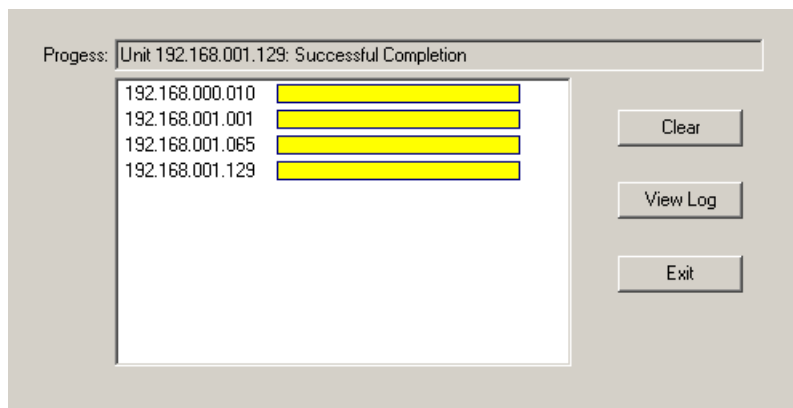 Progess: Unit 192.168.001.129: Successful Completion
192.168.000.010
192.168.001.001
192.168.001.065
192.168.001.129
Clear
View Log
Exit